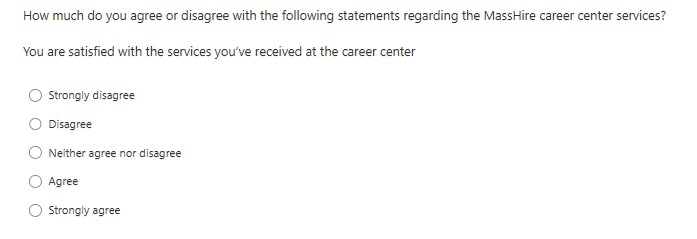 How much do you agree or disagree with the following statements regarding the MassHire career center services?
You are satisfied with the services you've received at the career center
Strongly disagree
Disagree
Neither agree nor disagree
Agree
Strongly agree